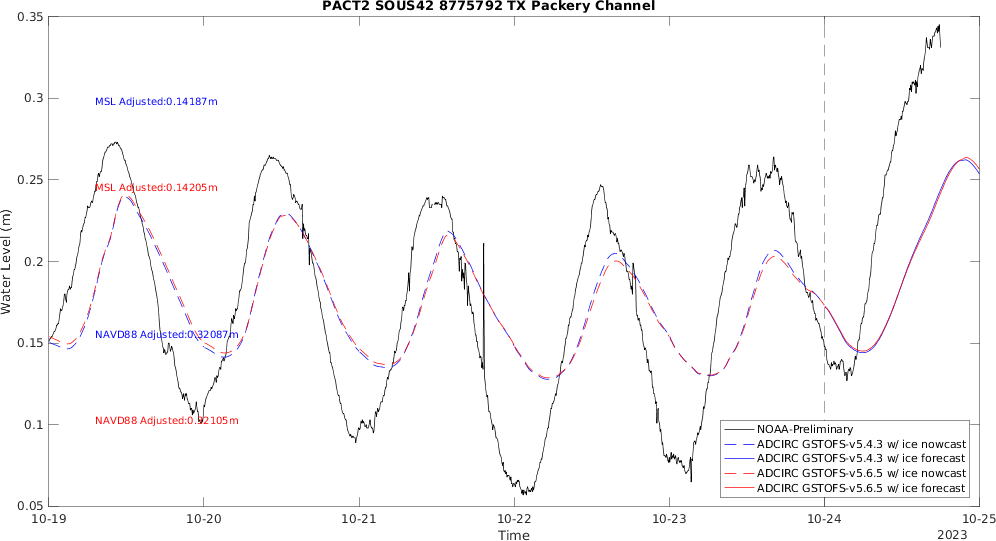 PACT2 SOUS42 8775792 TX Packery Channel
0.35
0.3
0.25
0.2
0.15
0.1
0.05
Water Level (m)
MSL Adjusted:0.14187m
MSL Adjusted:0.14205m
NAVD88 Adjusted:0.32087m
NAVD88 Adjusted:0.32105m
NOAA-Preliminary
ADCIRC GSTOFS-v5.4.3 w/ ice nowcast
ADCIRC GSTOFS-v5.4.3 w/ ice forecast
ADCIRC GSTOFS-v5.6.5 w/ ice nowcast
ADCIRC GSTOFS-v5.6.5 w/ ice forecast
10-19 10-20 10-21 10-22 10-23 10-24 10-25
Time
2023